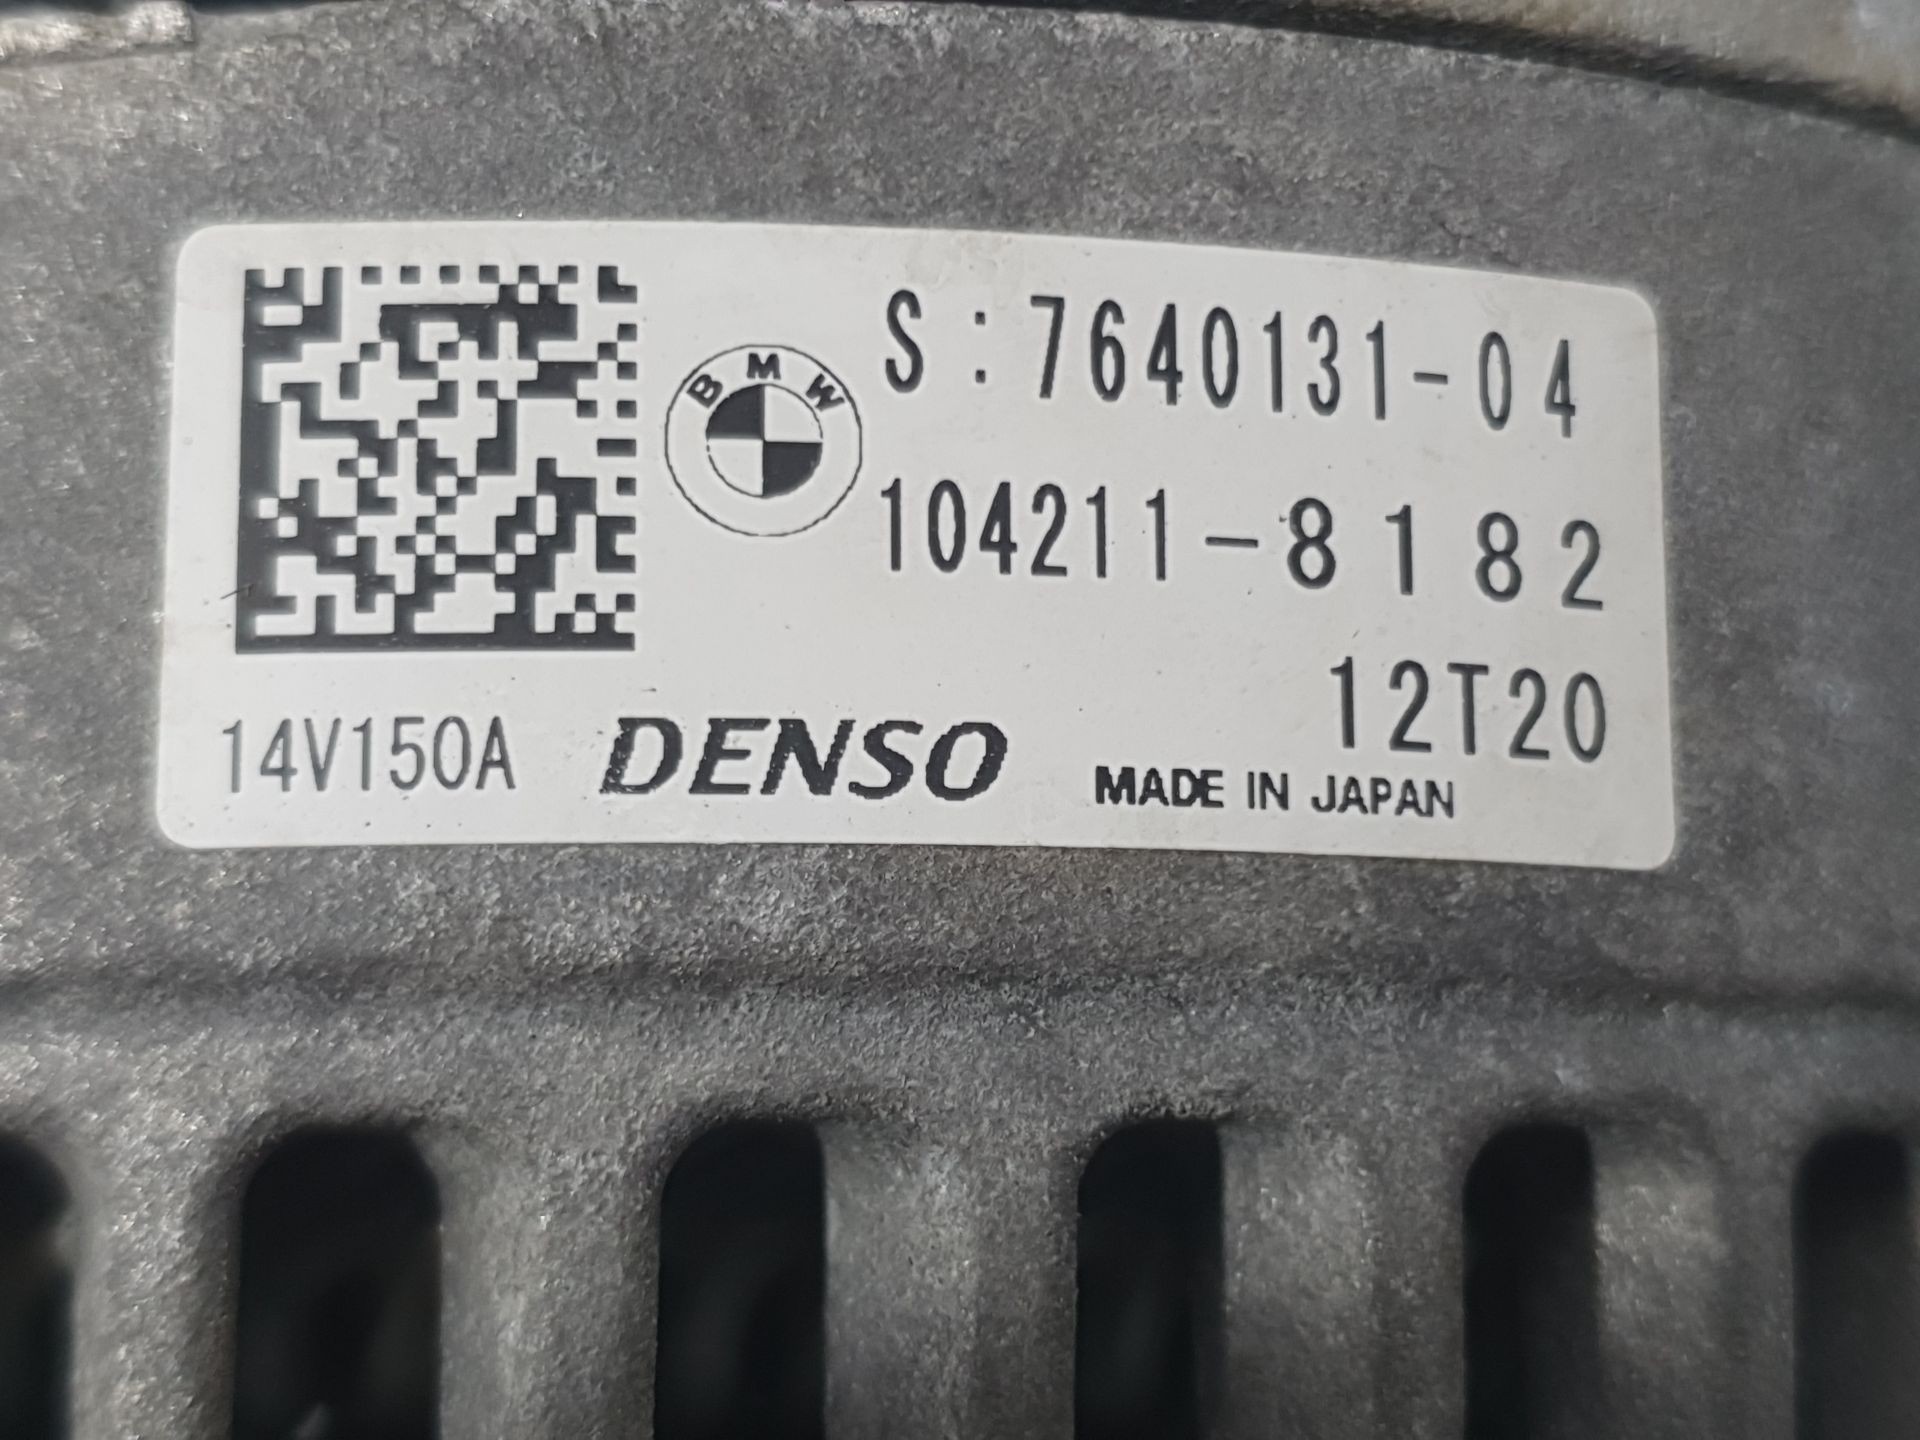 BMW
S:7640131-04
104211-8182
12T20
14V150A DENSO MADE IN JAPAN